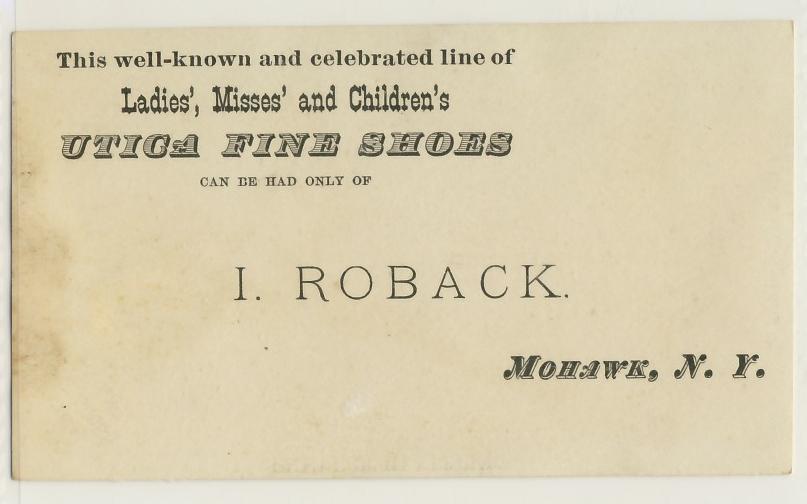 This well-known and celebrated line of
Ladies', Misses' and Children's
UTICA FINE SHOES
CAN BE HAD ONLY OF
I. ROBACK.
MOHAWK, N. Y.